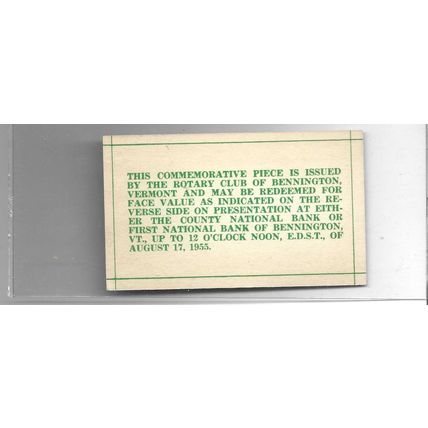 THIS COMMEMORATIVE PIECE IS ISSUED
BY THE ROTARY CLUB OF BENNINGTON,
VERMONT AND MAY BE REDEEMED FOR
FACE VALUE AS INDICATED ON THE RE-
VERSE SIDE ON PRESENTATION AT EITH-
ER THE COUNTY NATIONAL BANK OR
FIRST NATIONAL BANK OF BENNINGTON,
VT., UP TO 12 O'CLOCK NOON, E.D.S.T., OF
AUGUST 17, 1955.